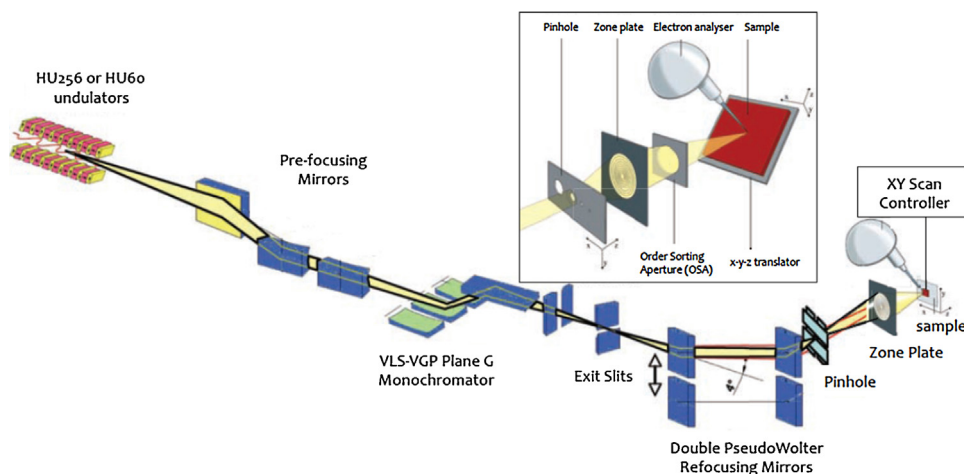 Pinhole
Zone plate
Electron analyser
Sample
HU256 or HU60
undulators
Pre-focusing
Mirrors
XY Scan
Controller
Order Sorting
Aperture (OSA)
x-y-z translator
sample
Zone Plate
VLS-VGP Plane G
Monochromator
Exit Slits
Pinhole
Double PseudoWolter
Refocusing Mirrors